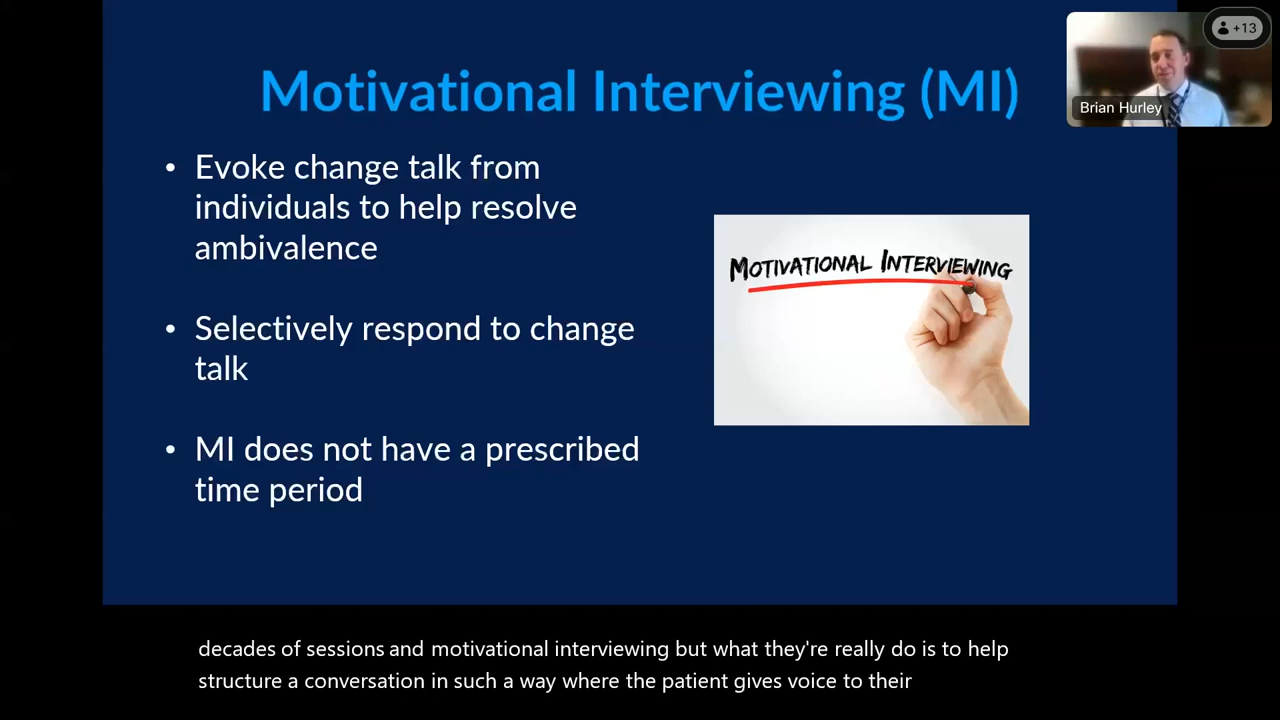 Motivational Interviewing (MI)
+13
Brian Hurley
• Evoke change talk from
individuals to help resolve
ambivalence
• Selectively respond to change
talk
• MI does not have a prescribed
time period
MOTIVATIONAL INTERVIEWING
decades of sessions and motivational interviewing but what they're really do is to help
structure a conversation in such a way where the patient gives voice to their